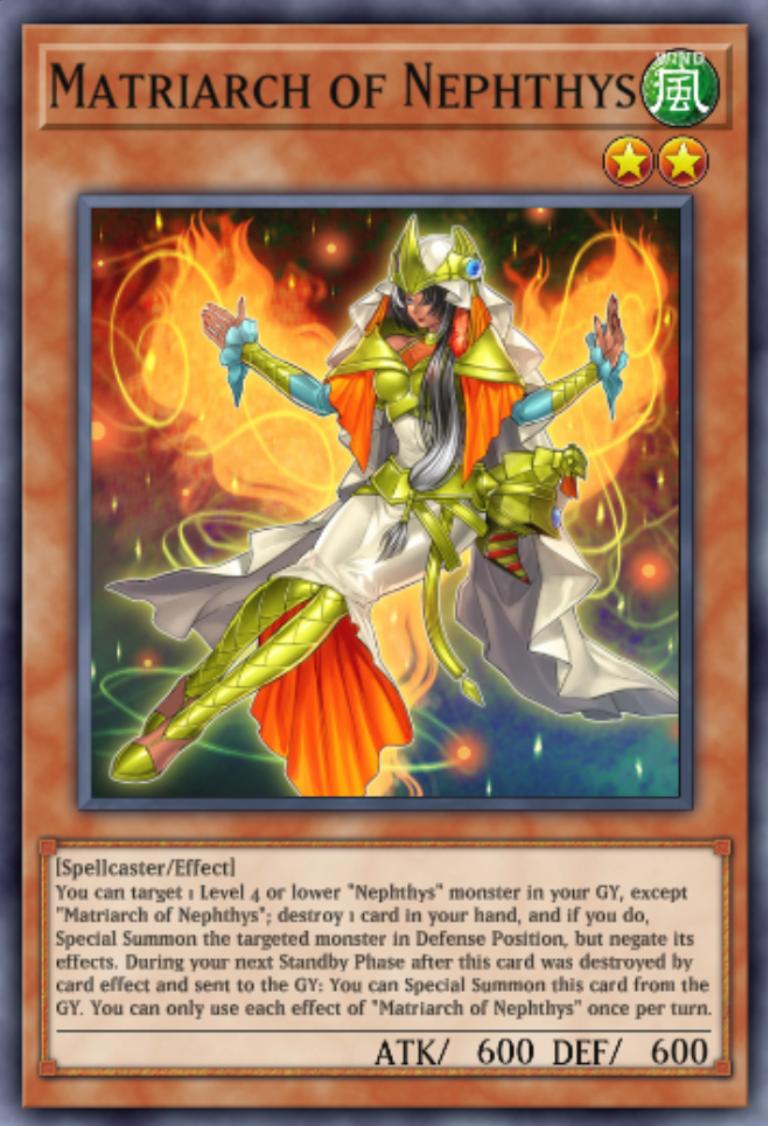 MATRIARCH OF NEPHTHYS
WIND
風
[Spellcaster/Effect]
You can target 1 Level 4 or lower "Nephthys" monster in your GY, except
"Matriarch of Nephthys"; destroy 1 card in your hand, and if you do,
Special Summon the targeted monster in Defense Position, but negate its
effects. During your next Standby Phase after this card was destroyed by
card effect and sent to the GY: You can Special Summon this card from the
GY. You can only use each effect of "Matriarch of Nephthys" once per turn.
ATK/ 600 DEF/ 600